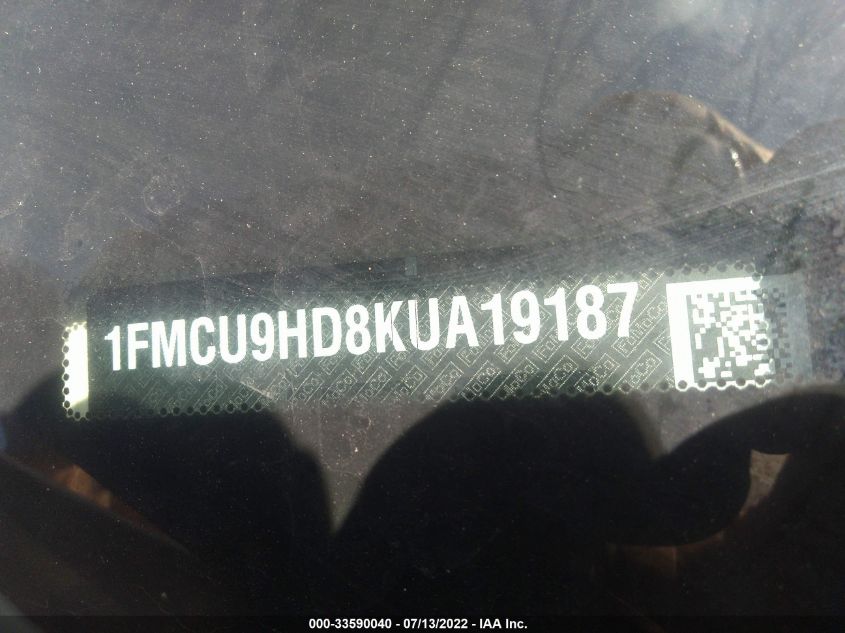 1FMCU9HD8KUA19187
000-33590040 - 07/13/2022 - IAA Inc.